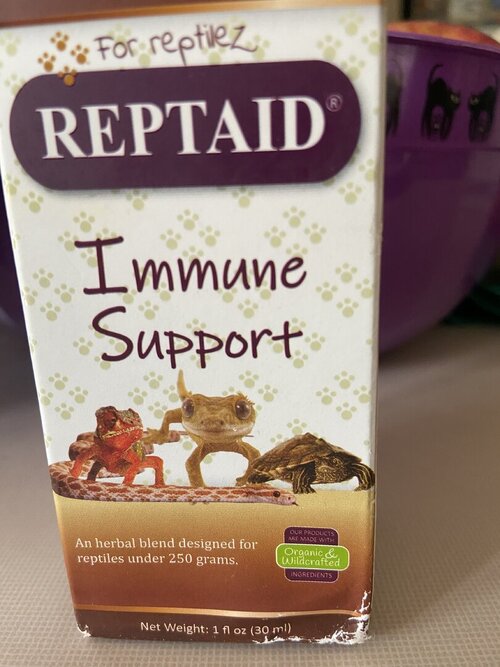 For reptilez
REPTAID®
Immune
Support
An herbal blend designed for
reptiles under 250 grams.
OUR PRODUCTS
ARE MADE WITH
Organic &
Wildcrafted
INGREDIENTS
Net Weight: 1 fl oz (30 ml)